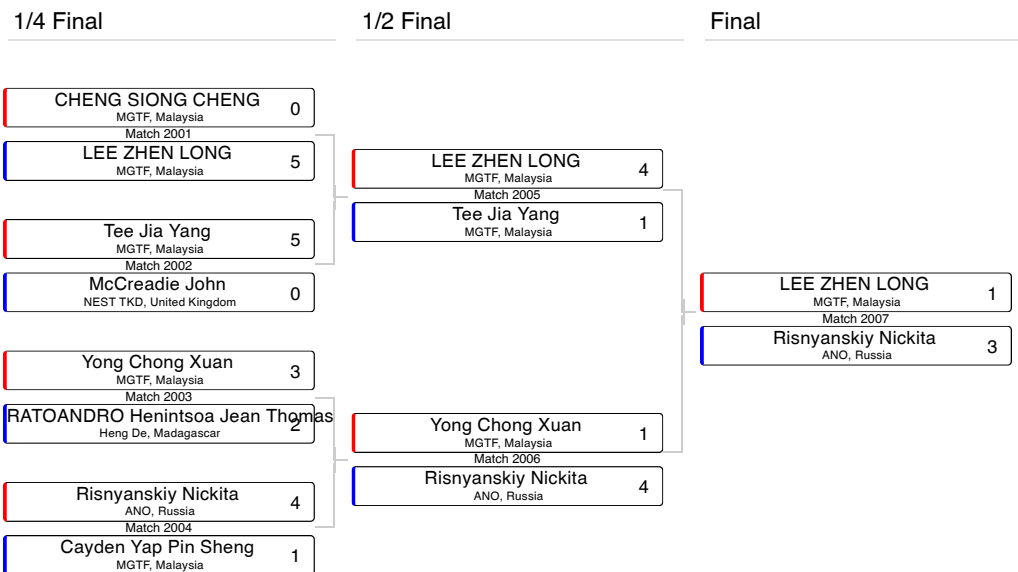 1/4 Final
1/2 Final
Final
CHENG SIONG CHENG
0
MGTF, Malaysia
Match 2001
LEE ZHEN LONG
5
MGTF, Malaysia
Tee Jia Yang
5
MGTF, Malaysia
Match 2002
McCreadie John
0
NEST TKD, United Kingdom
Yong Chong Xuan
3
MGTF, Malaysia
Match 2003
RATOANDRO Henintsoa Jean Thomas
2
Heng De, Madagascar
Risnyanskiy Nickita
4
ANO, Russia
Match 2004
Cayden Yap Pin Sheng
1
MGTF, Malaysia
LEE ZHEN LONG
4
MGTF, Malaysia
Match 2005
Tee Jia Yang
1
MGTF, Malaysia
Yong Chong Xuan
1
MGTF, Malaysia
Match 2006
Risnyanskiy Nickita
4
ANO, Russia
LEE ZHEN LONG
1
MGTF, Malaysia
Match 2007
Risnyanskiy Nickita
3
ANO, Russia